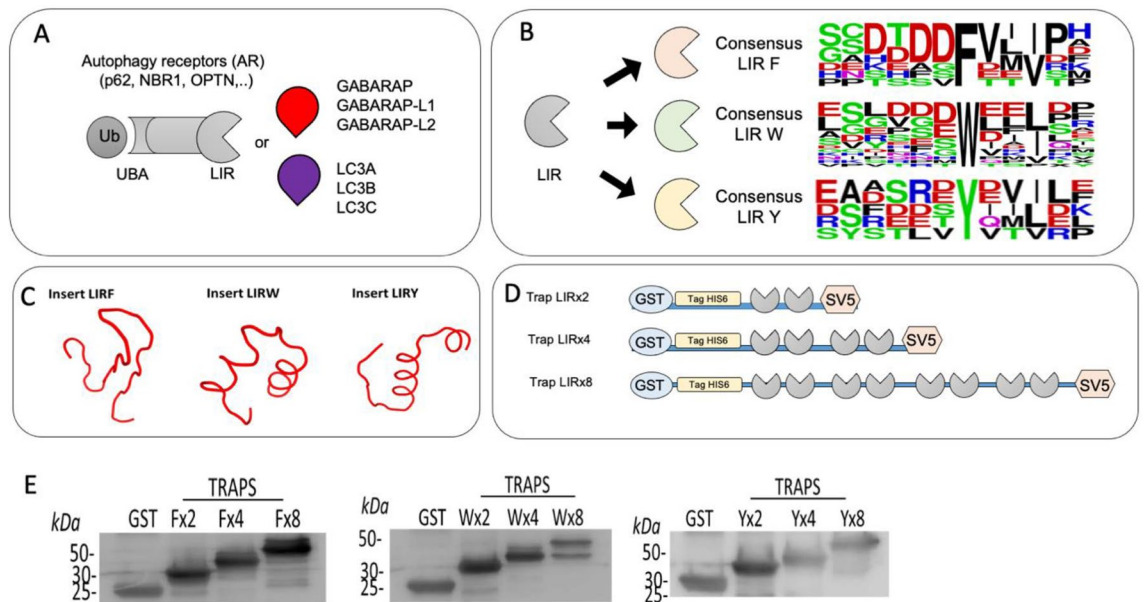 A
Autophagy receptors (AR)
(p62, NBR1, OPTN,..)
Ub
UBA
LIR
or
GABARAP
GABARAP-L1
GABARAP-L2
LC3A
LC3B
LC3C
B
LIR
Consensus
LIR F
Consensus
LIR W
Consensus
LIR Y
C
Insert LIRF
Insert LIRW
Insert LIRY
D
Trap LIRx2
GST
Tag HIS6
SV5
Trap LIRx4
GST
Tag HIS6
SV5
Trap LIRx8
GST
Tag HIS6
SV5
E
TRAPS
kDa GST Fx2 Fx4 Fx8
50-
30-
25-
TRAPS
kDa GST Wx2 Wx4 Wx8
50-
30-
25-
TRAPS
kDa GST Yx2 Yx4 Yx8
50-
30-
25-